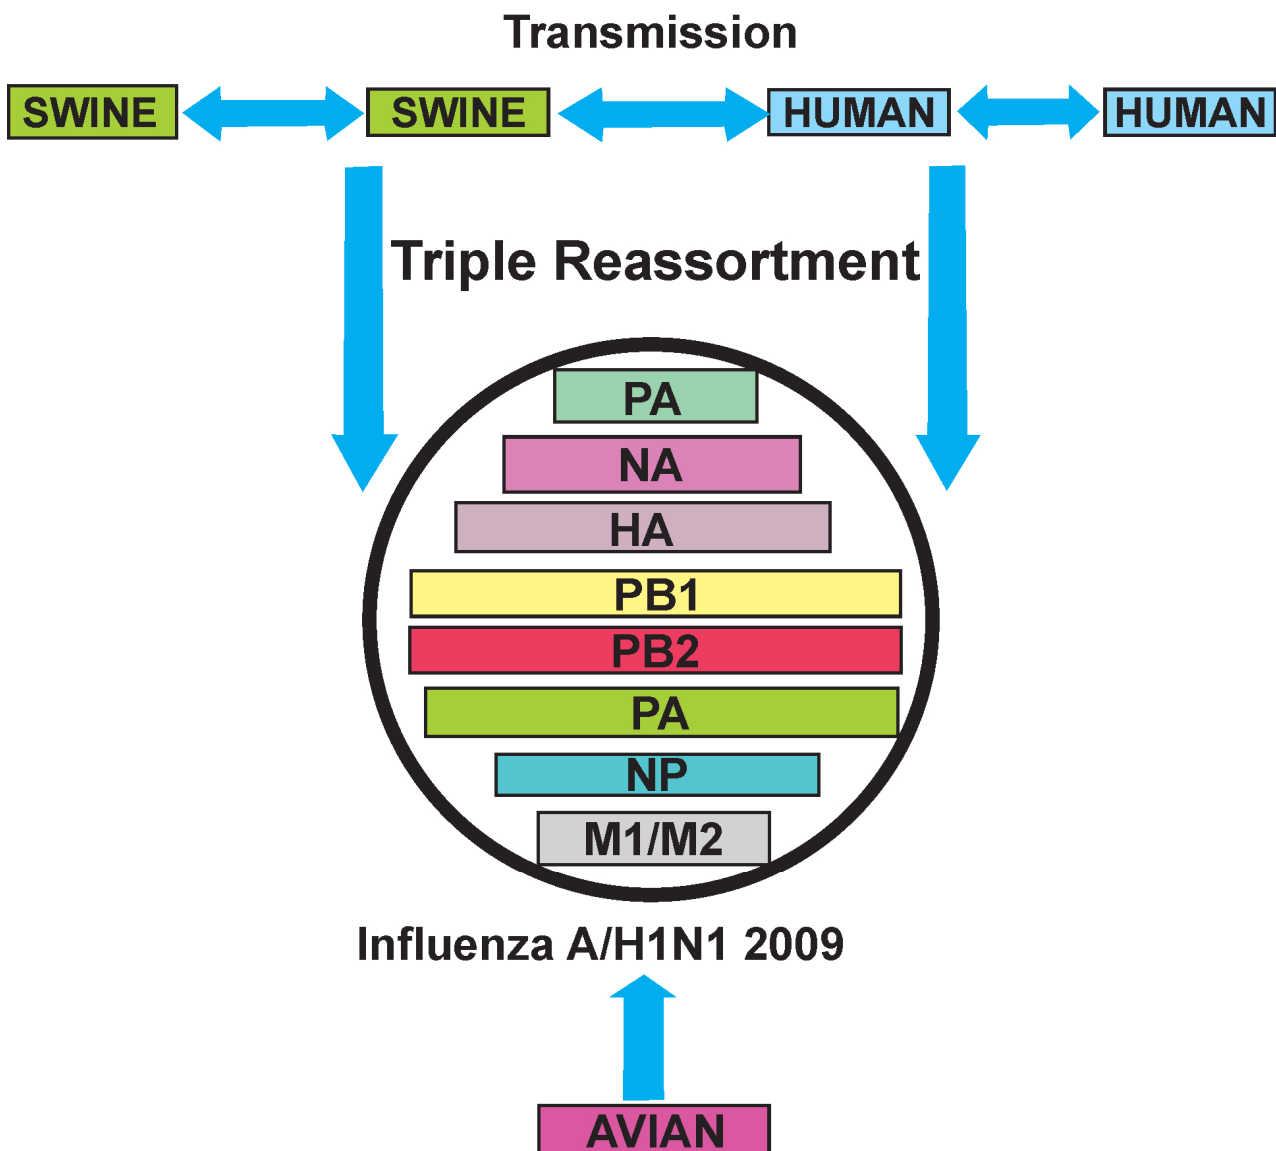 Transmission
SWINE SWINE HUMAN HUMAN
Triple Reassortment
PA
NA
HA
PB1
PB2
PA
NP
M1/M2
Influenza A/H1N1 2009
AVIAN